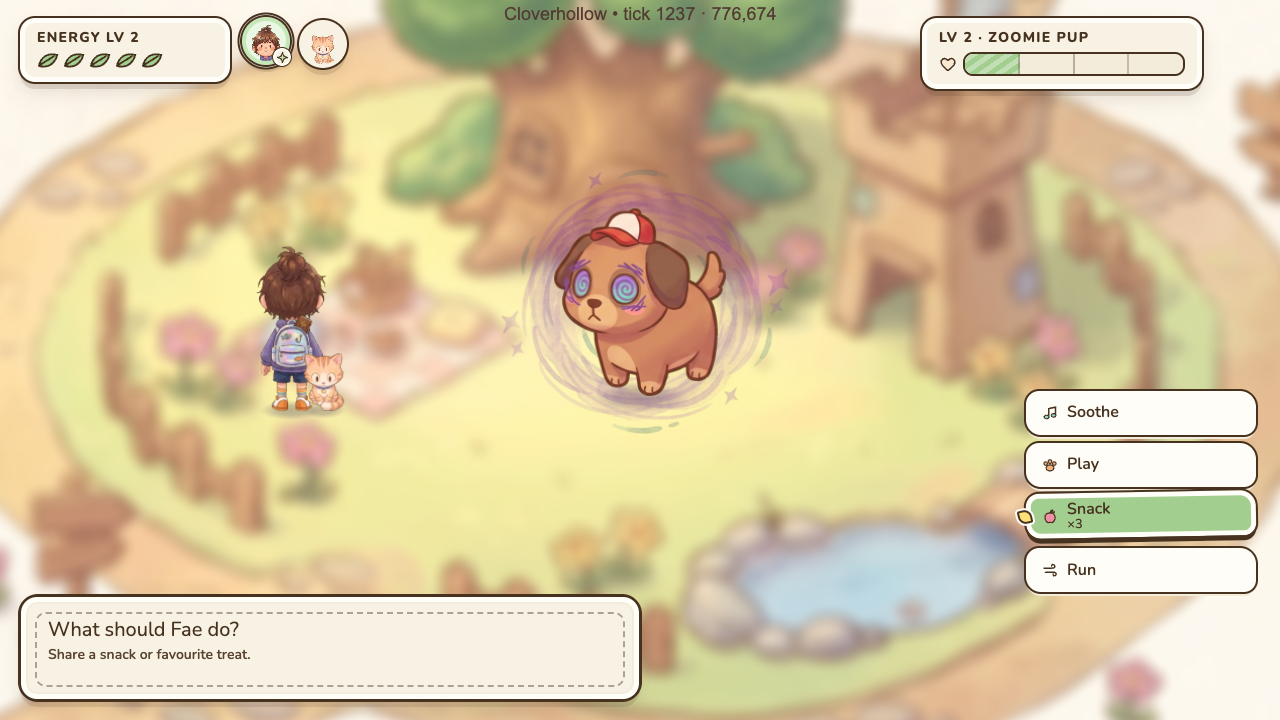 Cloverhollow • tick 1237 · 776,674
ENERGY LV 2
LV 2 · ZOOMIE PUP
Soothe
Play
Snack
×3
Run
What should Fae do?
Share a snack or favourite treat.